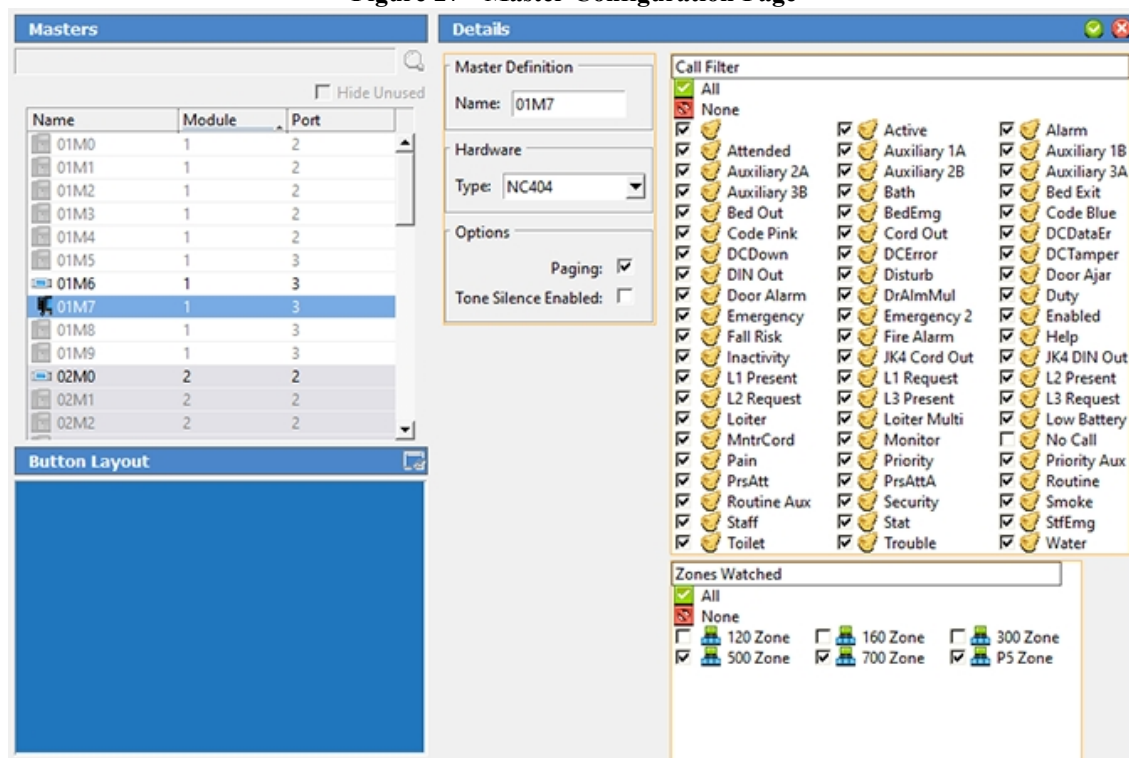 Masters
Hide Unused
Name Module Port
01M0 1 2
01M1 1 2
01M2 1 2
01M3 1 2
01M4 1 2
01M5 1 3
01M6 1 3
01M7 1 3
01M8 1 3
01M9 1 3
02M0 2 2
02M1 2 2
02M2 2 2
Button Layout
Details
Master Definition
Name: 01M7
Hardware
Type: NC404
Options
Paging:
Tone Silence Enabled:
Call Filter
All
None
Active Alarm
Attended Auxiliary 1A Auxiliary 1B
Auxiliary 2A Auxiliary 2B Auxiliary 3A
Auxiliary 3B Bath Bed Exit
Bed Out BedEmg Code Blue
Code Pink Cord Out DCDataEr
DCDown DCError DCTamper
DIN Out Disturb Door Ajar
Door Alarm DrAlmMul Duty
Emergency Emergency 2 Enabled
Fall Risk Fire Alarm Help
Inactivity JK4 Cord Out JK4 DIN Out
L1 Present L1 Request L2 Present
L2 Request L3 Present L3 Request
Loiter Loiter Multi Low Battery
MntrCord Monitor No Call
Pain Priority Priority Aux
PrsAtt PrsAttA Routine
Routine Aux Security Smoke
Staff Stat StfEmg
Toilet Trouble Water
Zones Watched
All
None
120 Zone 160 Zone 300 Zone
500 Zone 700 Zone P5 Zone